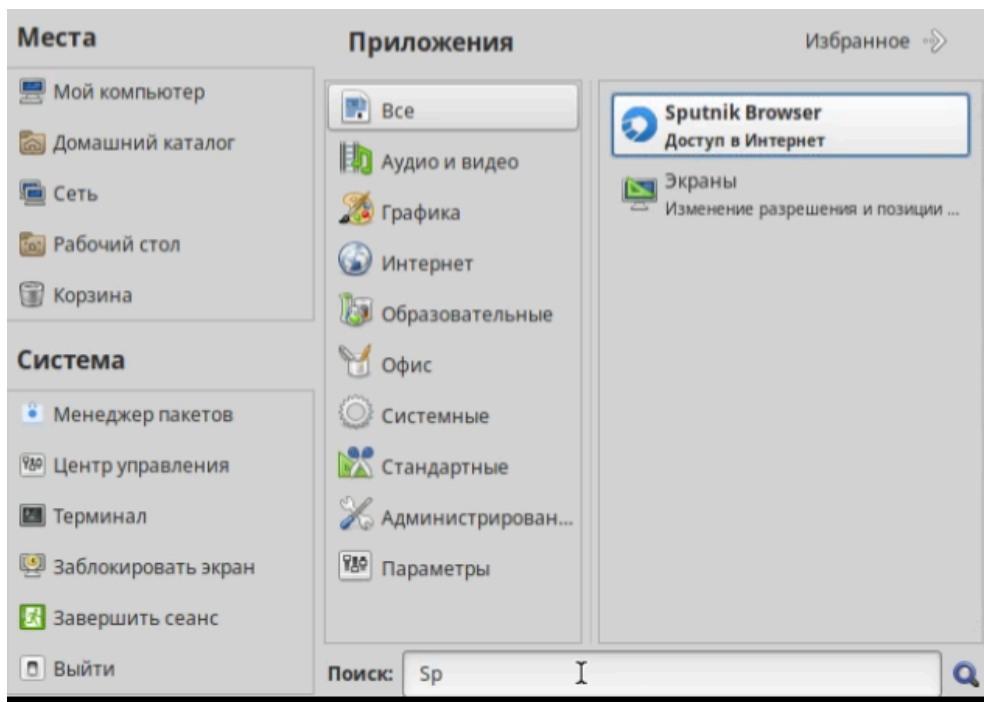 Места
Мой компьютер
Домашний каталог
Сеть
Рабочий стол
Корзина
Система
Менеджер пакетов
Центр управления
Терминал
Заблокировать экран
Завершить сеанс
Выйти
Приложения
Избранное
Все
Аудио и видео
Графика
Интернет
Образовательные
Офис
Системные
Стандартные
Администрирован...
Параметры
Sputnik Browser
Доступ в Интернет
Экраны
Изменение разрешения и позиции ...
Поиск: Sp